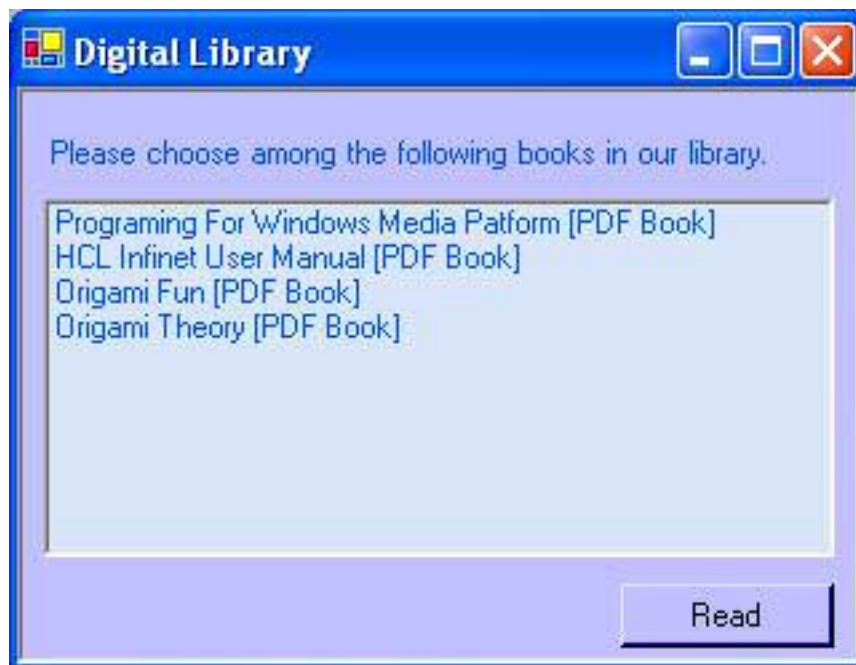 Digital Library
Please choose among the following books in our library.
Programing For Windows Media Patform [PDF Book]
HCL Infinet User Manual [PDF Book]
Origami Fun [PDF Book]
Origami Theory [PDF Book]
Read